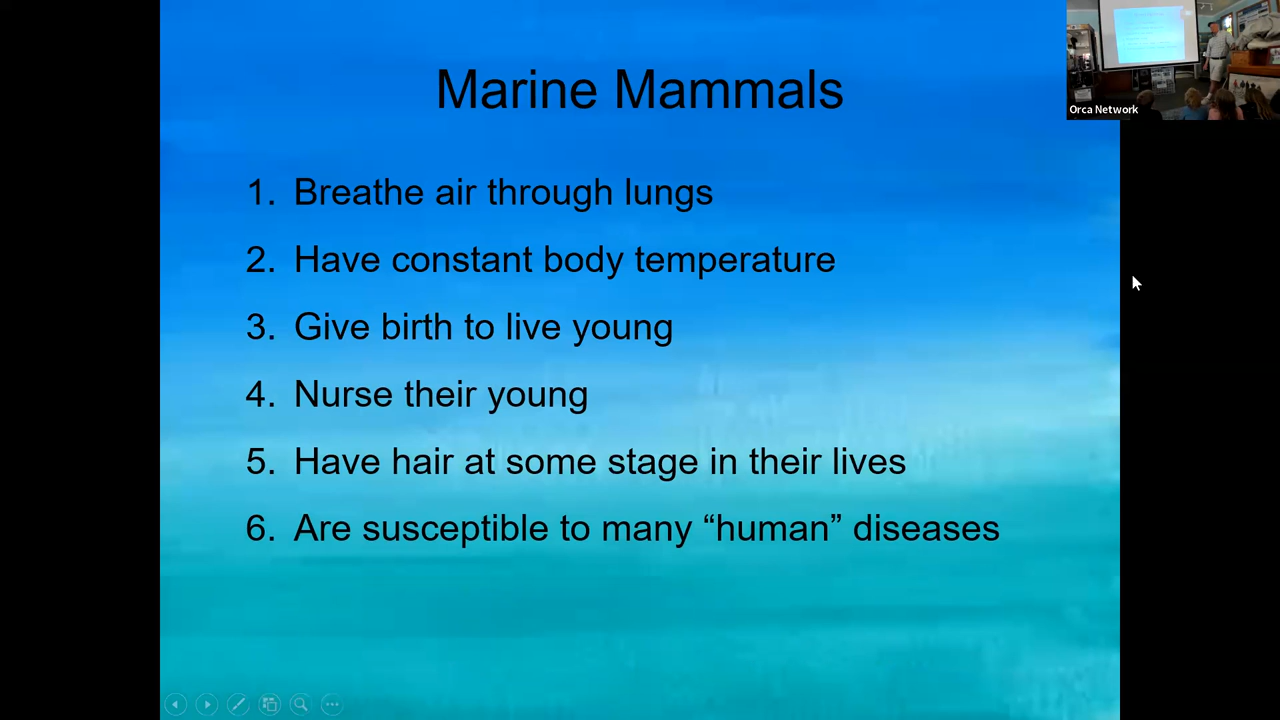 Marine Mammals
1. Breathe air through lungs
2. Have constant body temperature
3. Give birth to live young
4. Nurse their young
5. Have hair at some stage in their lives
6. Are susceptible to many “human” diseases
Orca Network